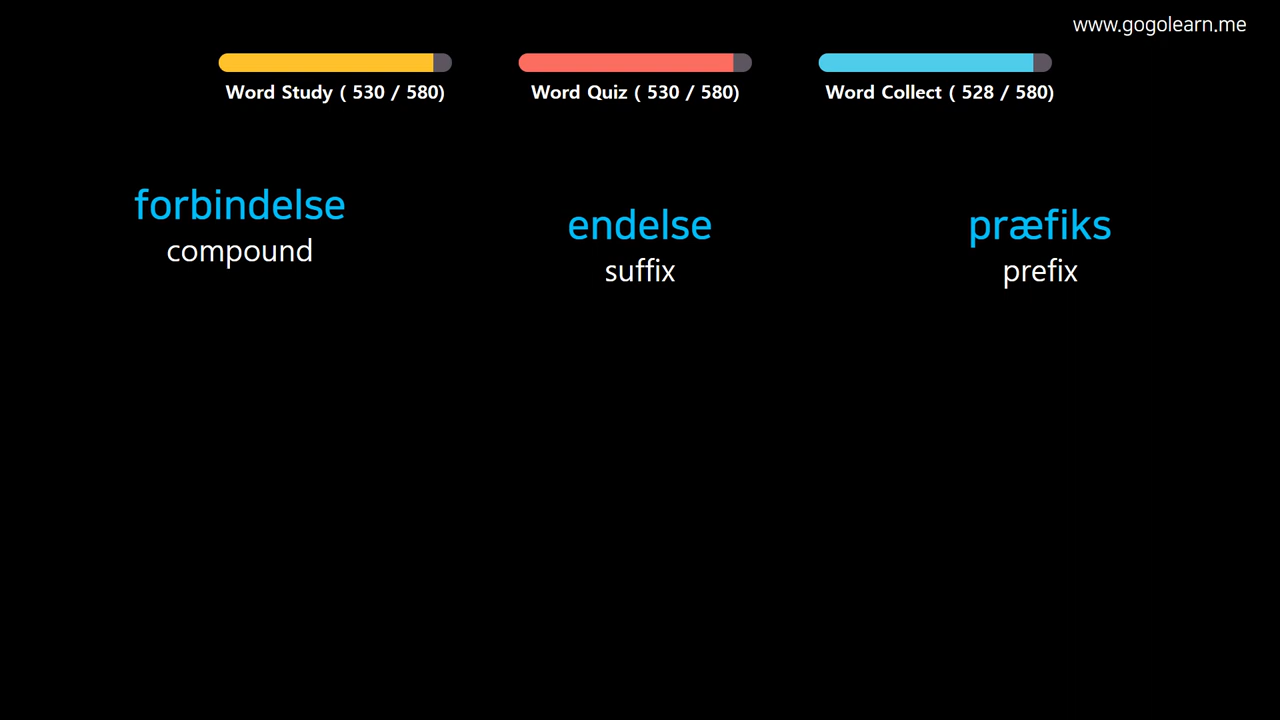 www.gogolearn.me
Word Study ( 530 / 580)
Word Quiz ( 530 / 580)
Word Collect ( 528 / 580)
forbindelse
compound
endelse
suffix
præfiks
prefix